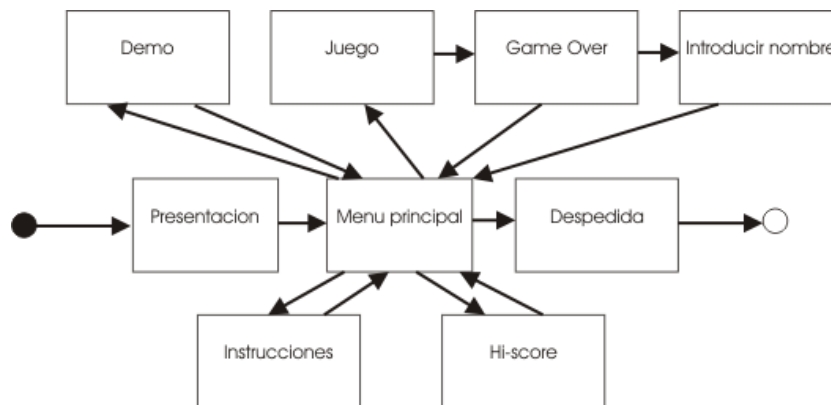 Demo
Juego
Game Over
Introducir nombre
Presentacion
Menu principal
Despedida
Instrucciones
Hi-score